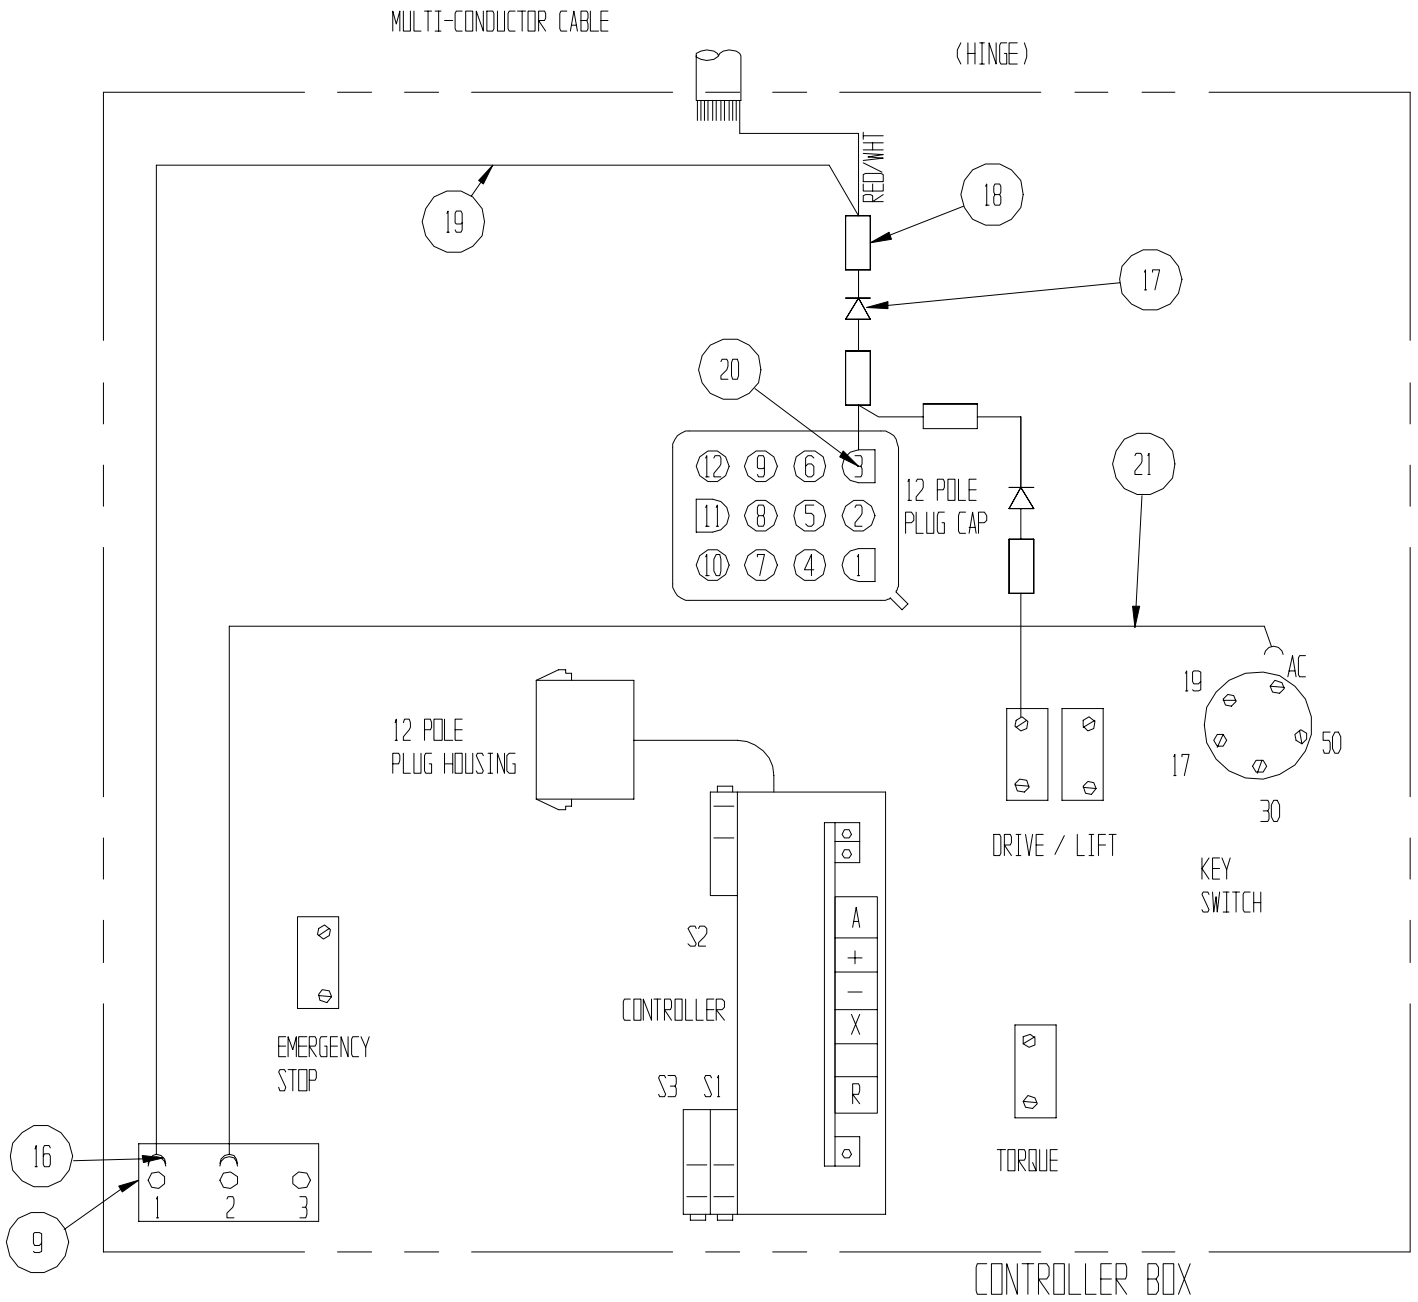 MULTI-CONDUCTOR CABLE
(HINGE)
RED/WHT
19
18
17
20
21
12 9 6 3
11 8 5 2
10 7 4 1
12 POLE
PLUG CAP
AC
19
50
17
30
KEY
SWITCH
12 POLE
PLUG HOUSING
DRIVE / LIFT
S2
A
+
-
X
R
CONTROLLER
EMERGENCY
STOP
S3 S1
TORQUE
16
9
1 2 3
CONTROLLER BOX